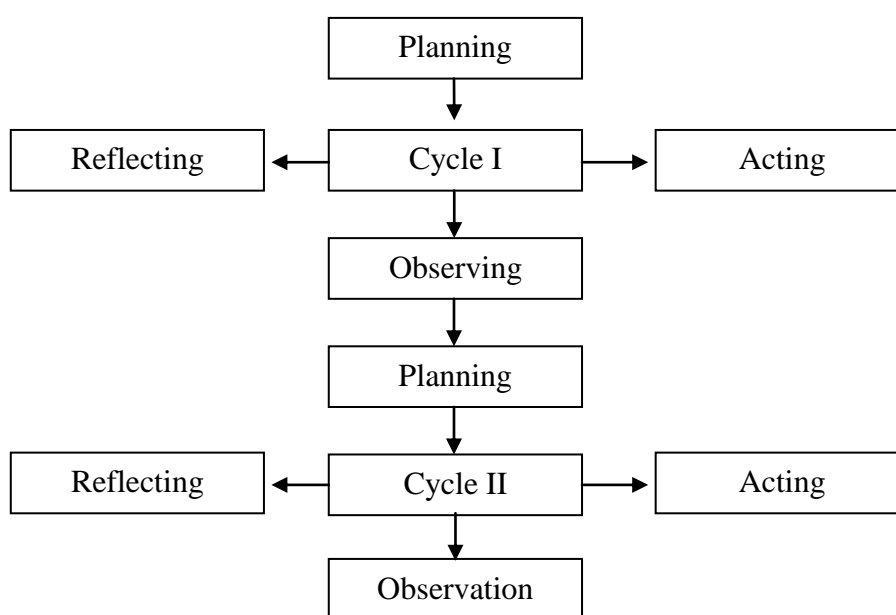 Planning
Reflecting
Cycle I
Acting
Observing
Planning
Reflecting
Cycle II
Acting
Observation